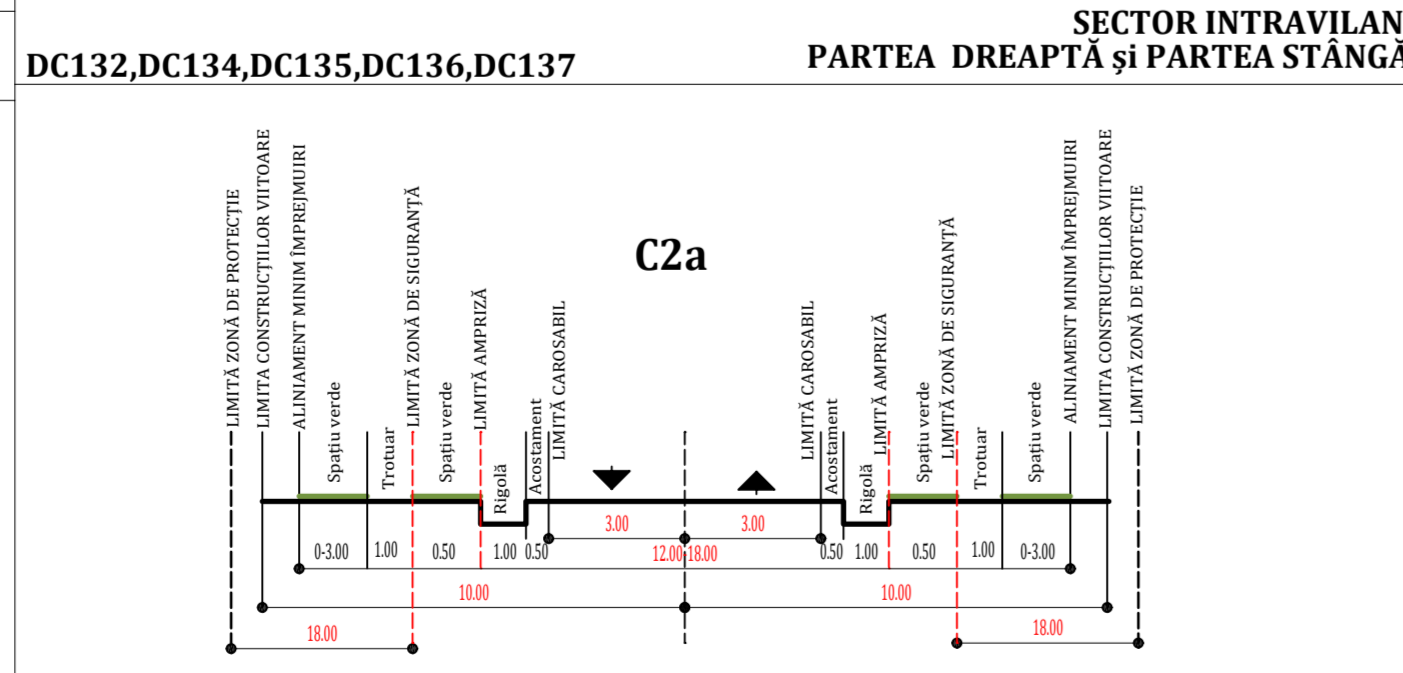 SECTOR INTRAVILAN
DC132,DC134,DC135,DC136,DC137
PARTEA DREAPTĂ și PARTEA STÂNGĂ
C2a
LIMITĂ ZONĂ DE PROTECȚIE
LIMITA CONSTRUCȚIILOR VIITOARE
ALINIAMENT MINIM ÎMPREJMUIRI
Spațiu verde
Trotuar
LIMITĂ ZONĂ DE SIGURANȚĂ
Spațiu verde
LIMITĂ AMPRIZĂ
Rigolă
Acostament
LIMITĂ CAROSABIL
LIMITĂ CAROSABIL
Acostament
Rigolă
LIMITĂ AMPRIZĂ
Spațiu verde
LIMITĂ ZONĂ DE SIGURANȚĂ
Trotuar
Spațiu verde
ALINIAMENT MINIM ÎMPREJMUIRI
LIMITA CONSTRUCȚIILOR VIITOARE
LIMITĂ ZONĂ DE PROTECȚIE
3.00 3.00
0-3.00 1.00 0.50 1.00 0.50 12.00-18.00 0.50 1.00 0.50 1.00 0-3.00
10.00 10.00
18.00 18.00